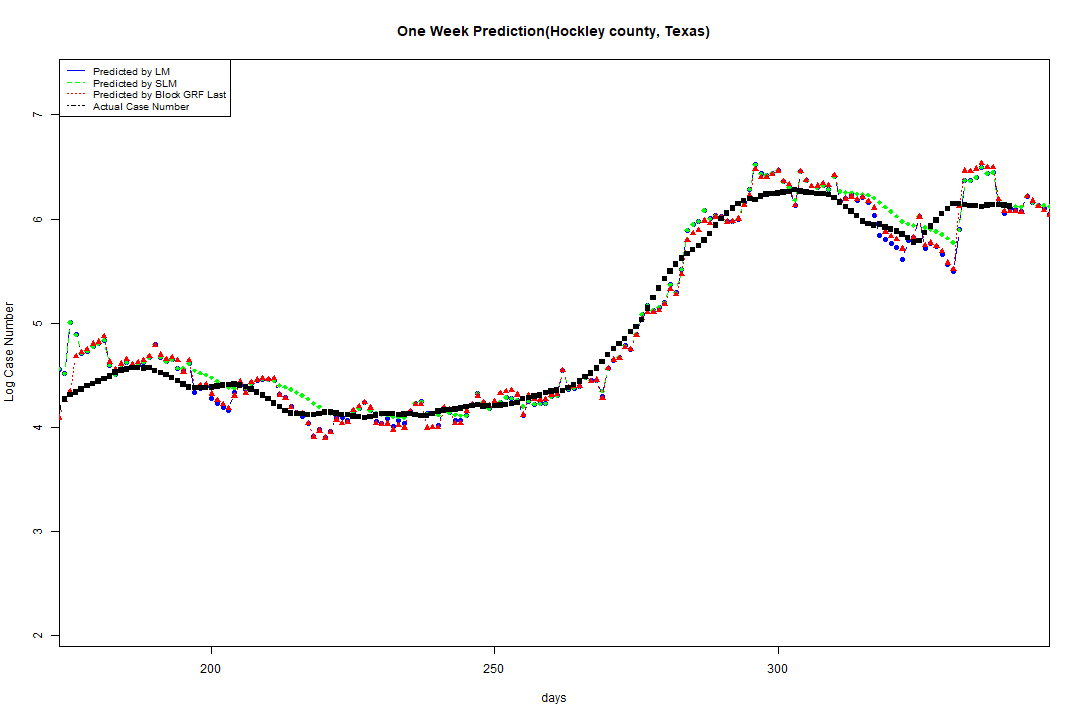 One Week Prediction(Hockley county, Texas)
Predicted by LM
Predicted by SLM
Predicted by Block GRF Last
Actual Case Number
Log Case Number
7
6
5
4
3
2
200
250
300
days